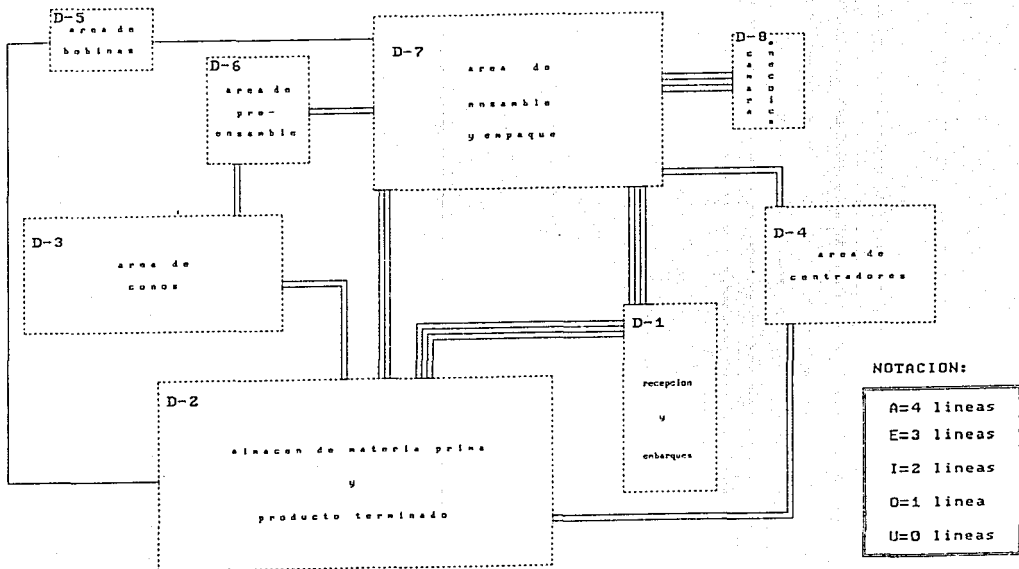 D-5
area de
bobinas
D-6
area de
pre-
ensamble
D-7
area de
ensamble
y empaque
D-8
camara
anecoica
D-3
area de
conos
D-4
area de
centradores
D-1
recepcion
y
embarques
D-2
almacen de materia prima
y
producto terminado
NOTACION:
A=4 lineas
E=3 lineas
I=2 lineas
O=1 linea
U=0 lineas